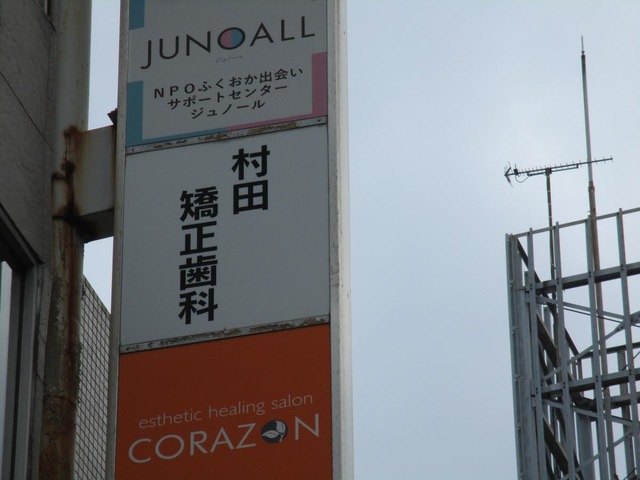 JUNOALL
ジュノール
NPOふくおか出会い
サポートセンター
ジュノール
村田
矯正歯科
esthetic healing salon
CORAZON